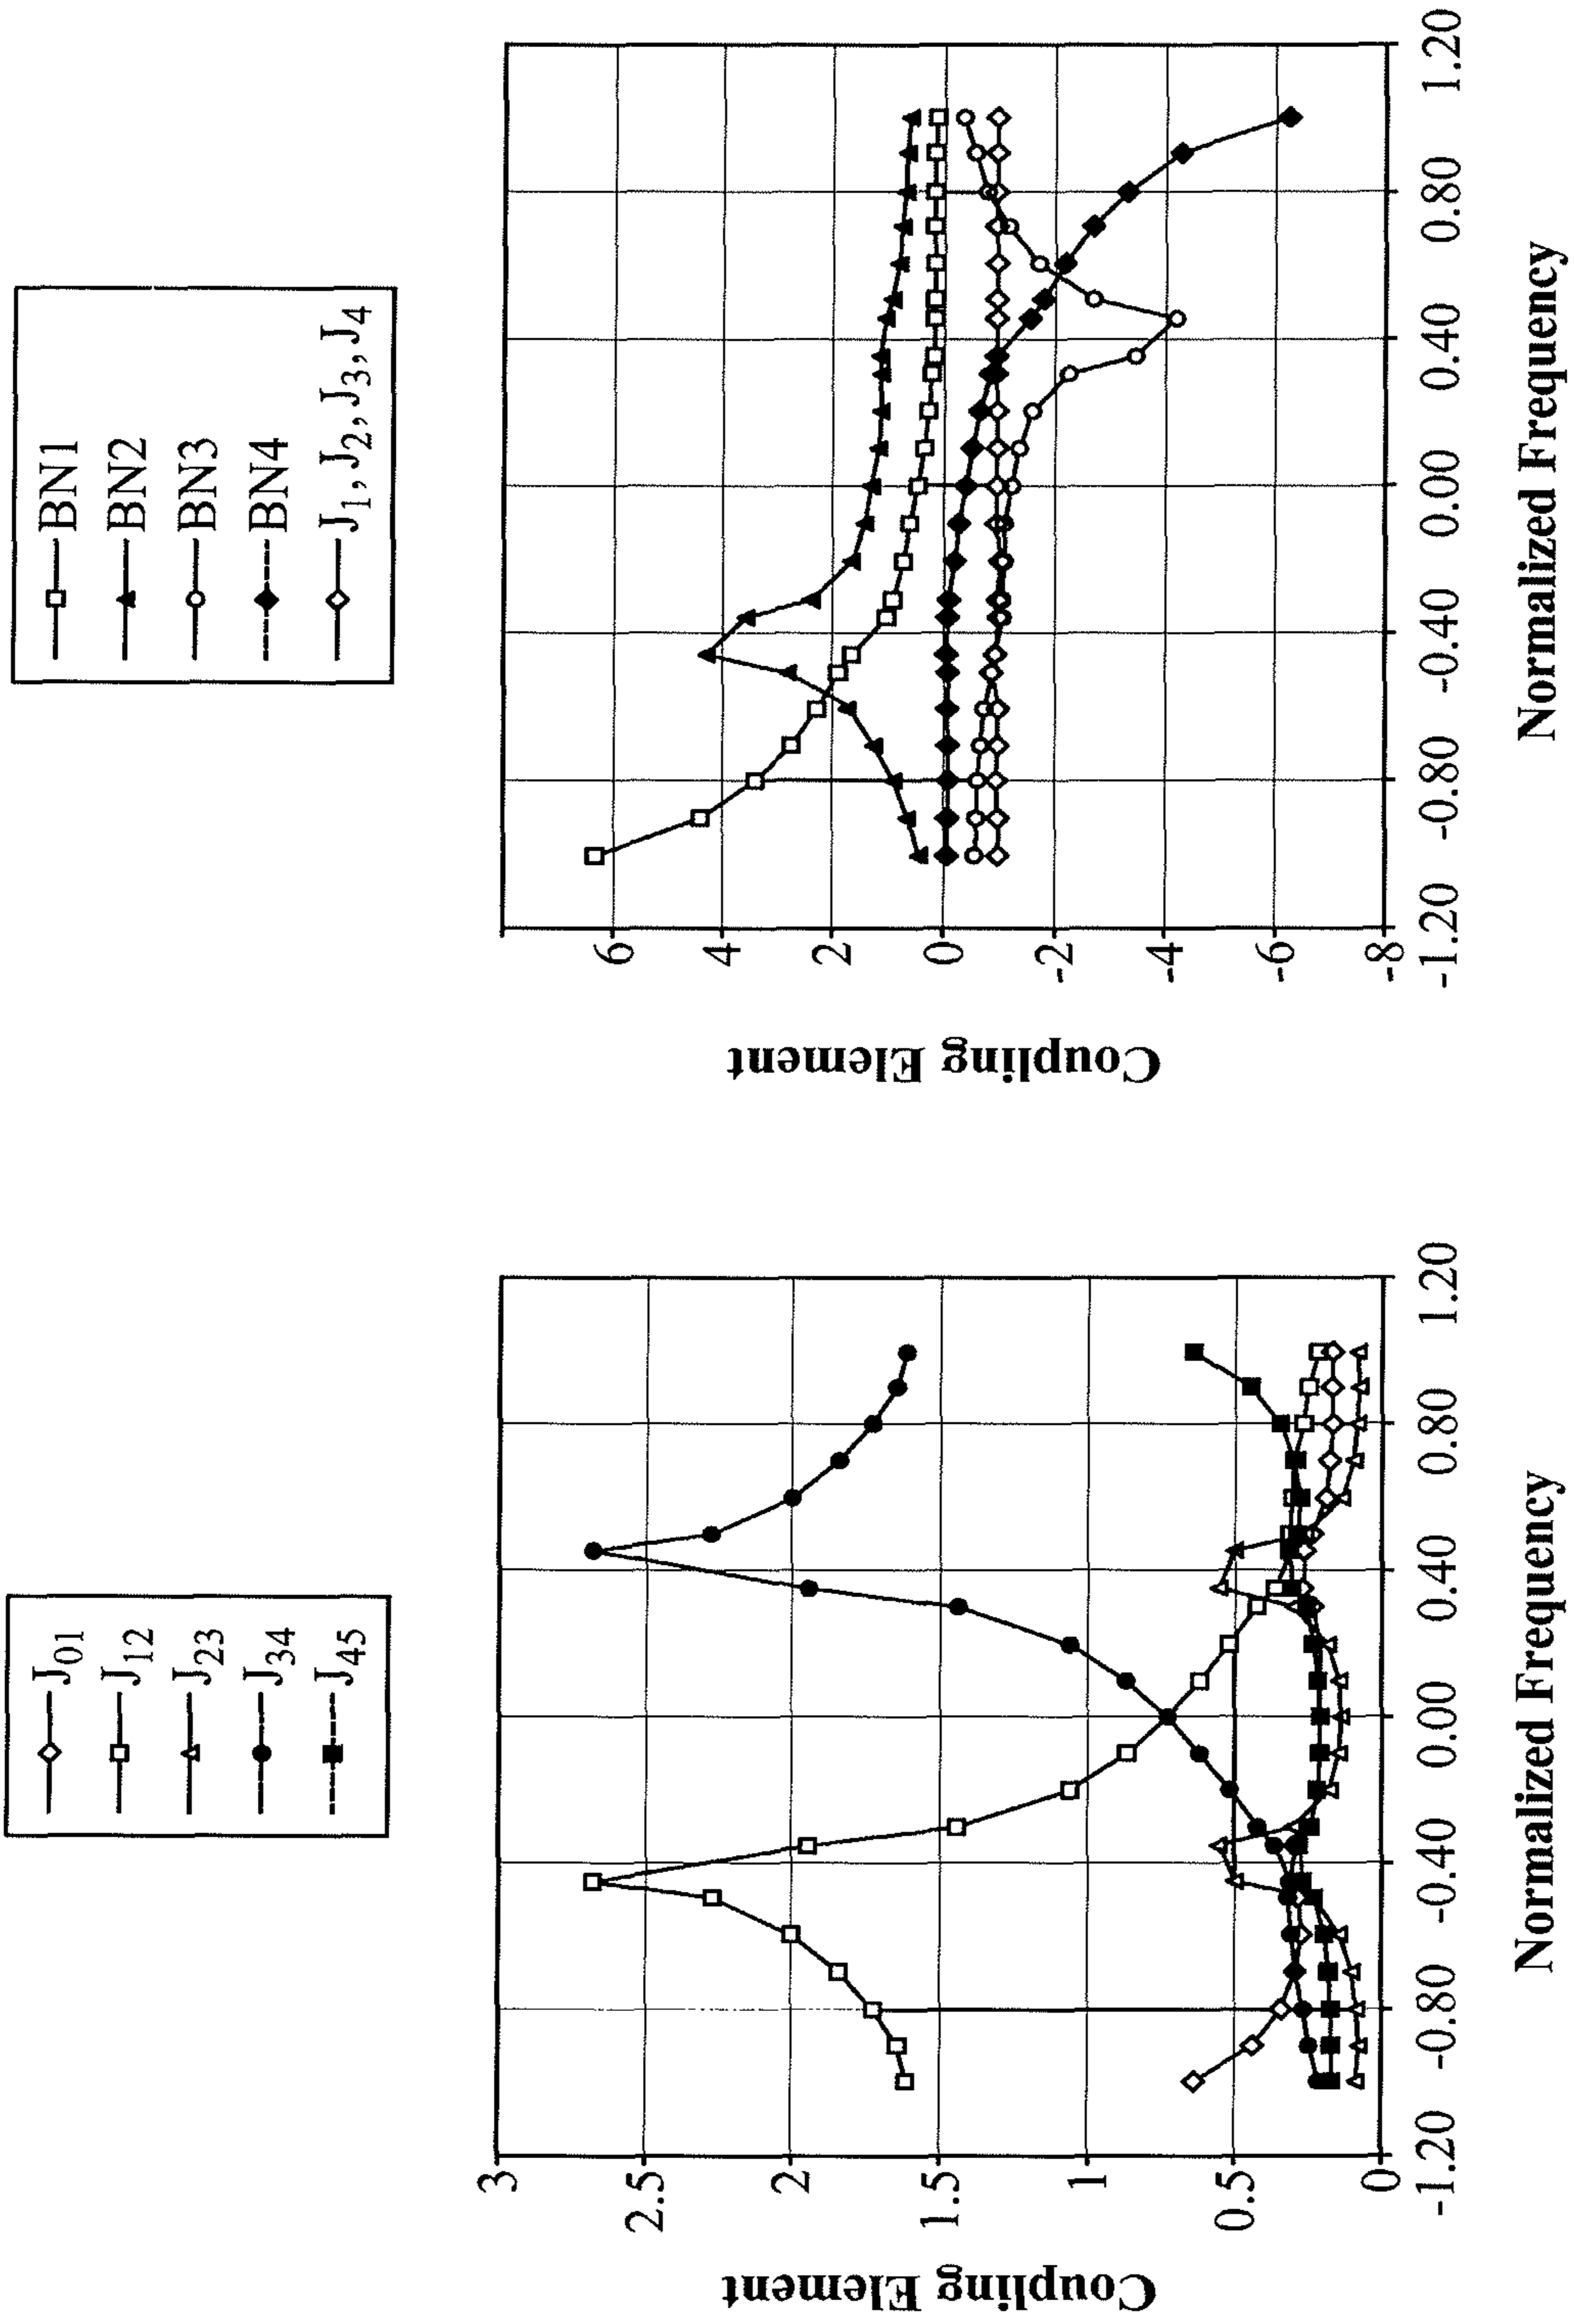 J01
J12
J23
J34
J45
Coupling Element
3
2.5
2
1.5
1
0.5
0
-1.20
-0.80
-0.40
0.00
0.40
0.80
1.20
Normalized Frequency
BN1
BN2
BN3
BN4
J1, J2, J3, J4
Coupling Element
6
4
2
0
-2
-4
-6
-8
-1.20
-0.80
-0.40
0.00
0.40
0.80
1.20
Normalized Frequency